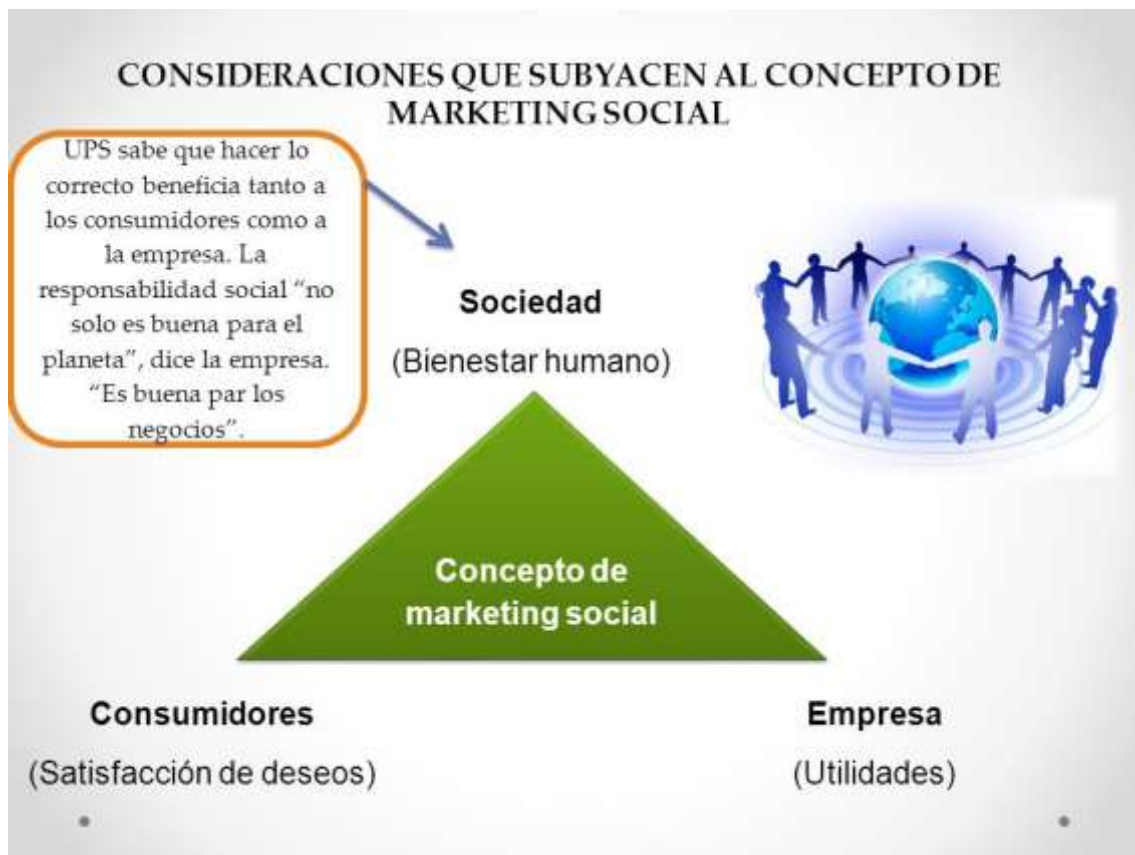 CONSIDERACIONES QUE SUBYACEN AL CONCEPTO DE
MARKETING SOCIAL
UPS sabe que hacer lo
correcto beneficia tanto a
los consumidores como a
la empresa. La
responsabilidad social “no
solo es buena para el
planeta”, dice la empresa.
“Es buena par los
negocios”.
Sociedad
(Bienestar humano)
Concepto de
marketing social
Consumidores
(Satisfacción de deseos)
Empresa
(Utilidades)